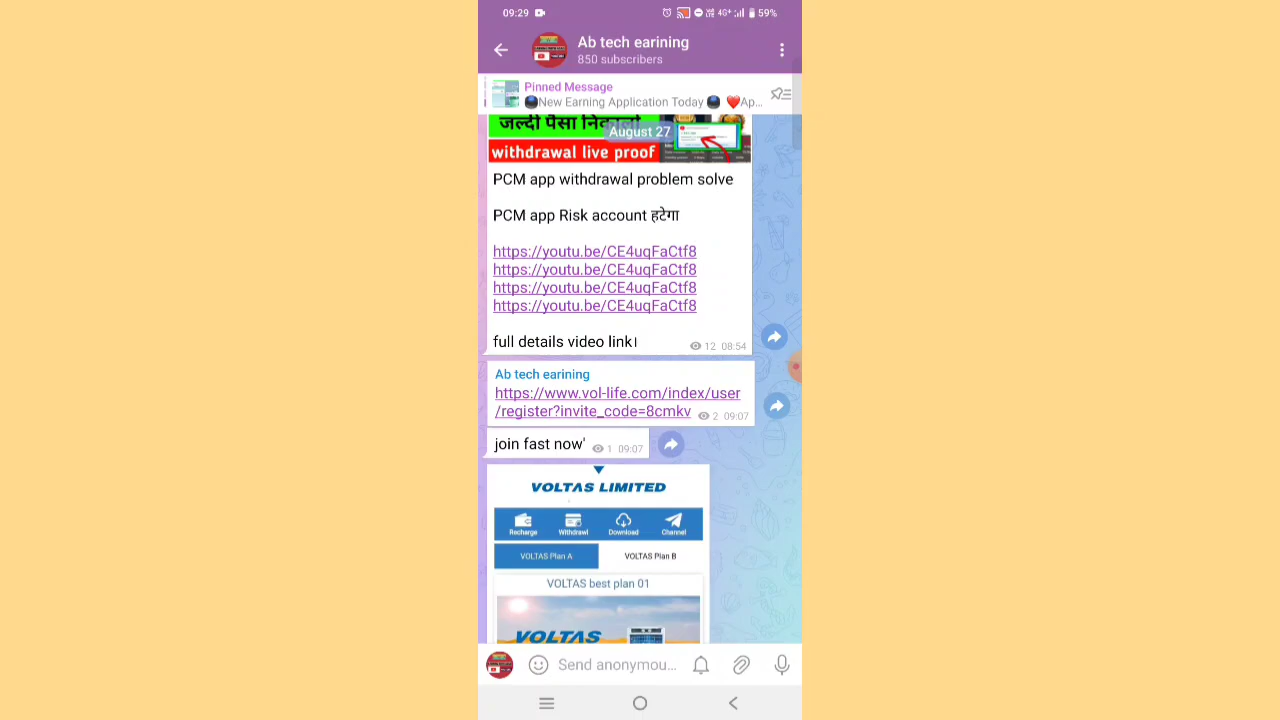 09:29
4G+
59%
Ab tech earining
850 subscribers
Pinned Message
New Earning Application Today ❤️Ap...
जल्दी पैसा निकालो
August 27
withdrawal live proof
PCM app withdrawal problem solve
PCM app Risk account हटेगा
https://youtu.be/CE4uqFaCtf8
https://youtu.be/CE4uqFaCtf8
https://youtu.be/CE4uqFaCtf8
https://youtu.be/CE4uqFaCtf8
full details video link।
12 08:54
Ab tech earining
https://www.vol-life.com/index/user
/register?invite_code=8cmkv
2 09:07
join fast now'
1 09:07
VOLTAS LIMITED
Recharge Withdrawl Download Channel
VOLTAS Plan A VOLTAS Plan B
VOLTAS best plan 01
VOLTAS
Send anonymou...